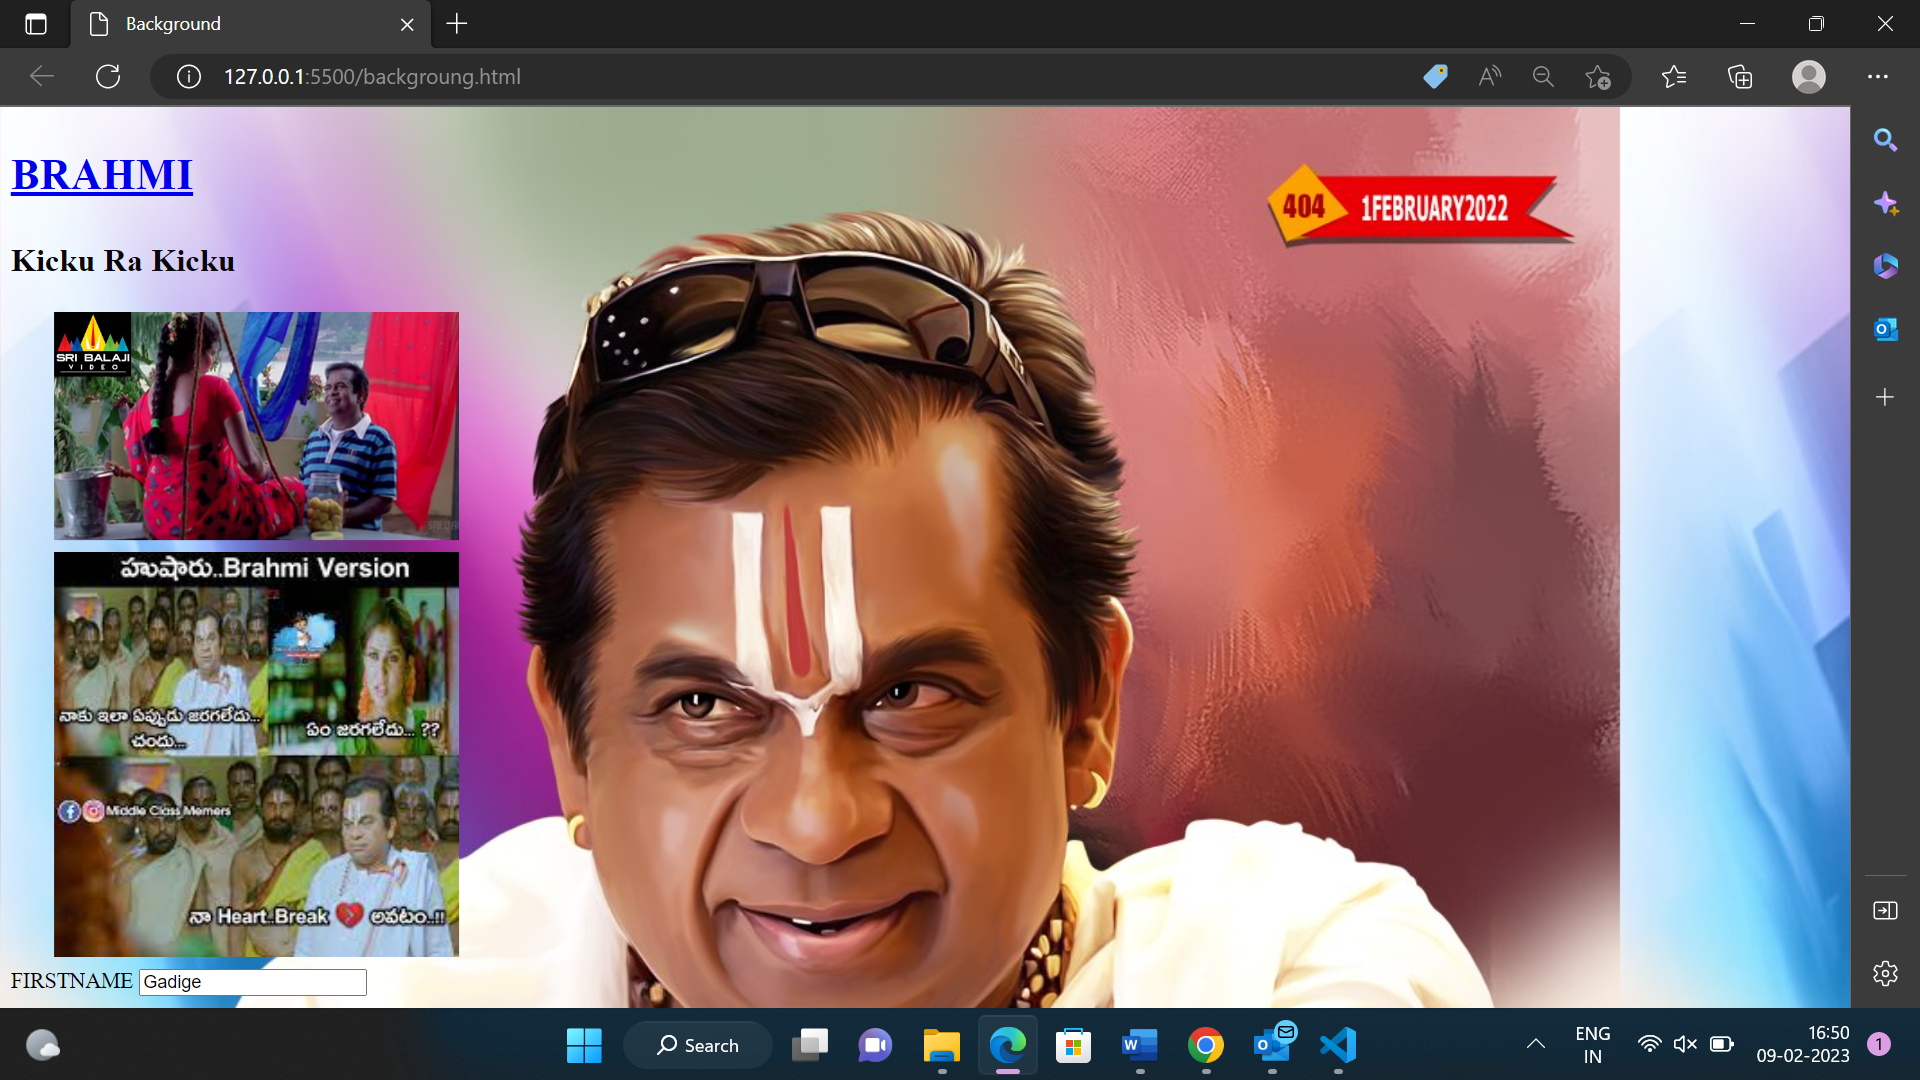 Background
127.0.0.1:5500/backgroung.html
BRAHMI
404
1FEBRUARY2022
Kicku Ra Kicku
SRI BALAJI
VIDEO
హుషారు..Brahmi Version
నాకు ఇలా ఏప్పుడు జరగలేదు...
చందు...
ఏం జరగలేదు... ??
Middle Class Memers
నా Heart..Break అవటం..!!
FIRSTNAME Gadige
Search
ENG
IN
16:50
09-02-2023
1